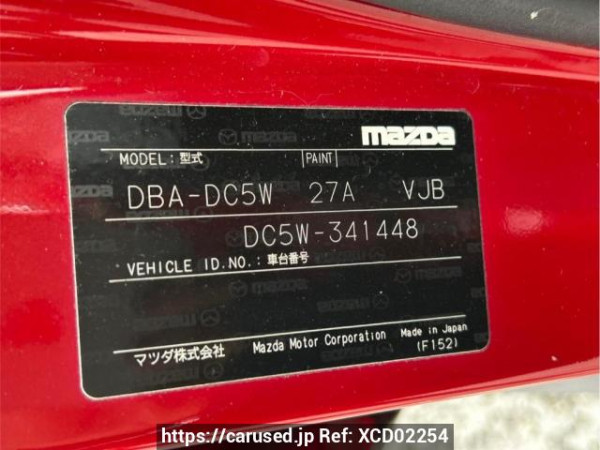 mazda
MODEL: 型式 PAINT
DBA-DC5W 27A VJB
DC5W-341448
VEHICLE ID.NO.: 車台番号
マツダ株式会社 Mazda Motor Corporation Made in Japan
(F152)
https://carused.jp Ref: XCD02254